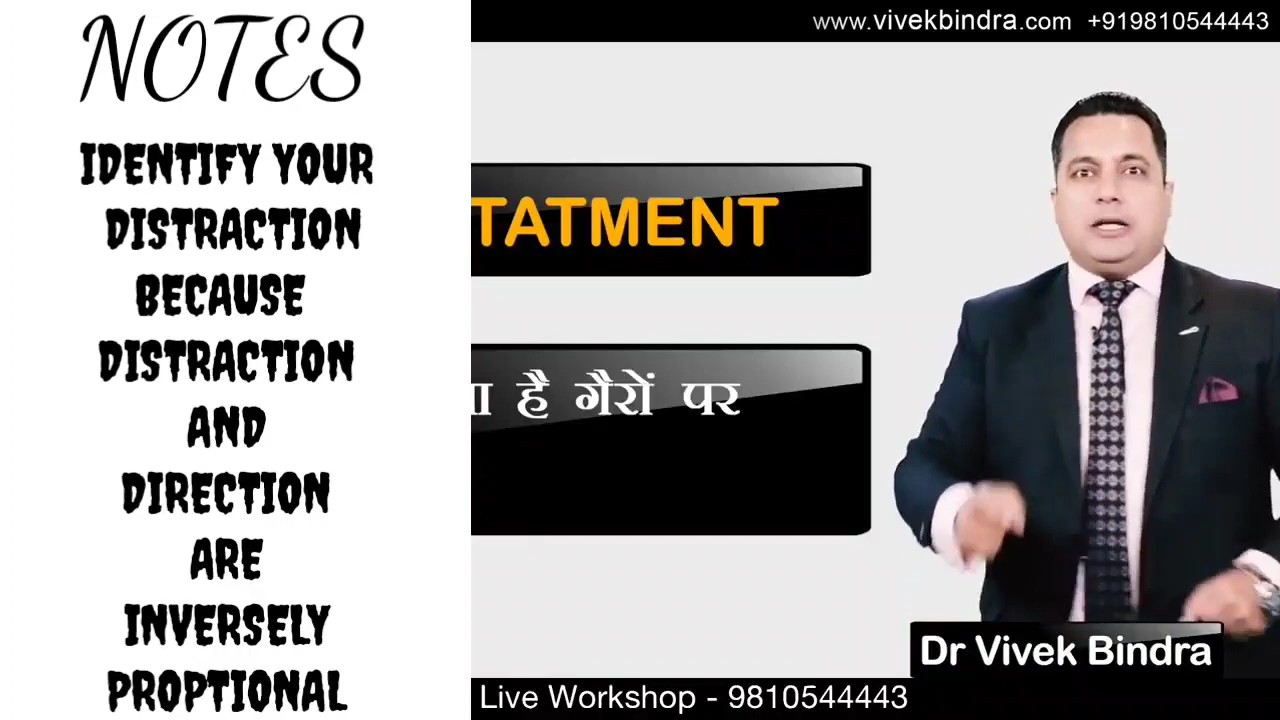 NOTES
IDENTIFY YOUR
DISTRACTION
BECAUSE
DISTRACTION
AND
DIRECTION
ARE
INVERSELY
PROPTIONAL
www.vivekbindra.com +919810544443
TATMENT
है गैरों पर
Dr Vivek Bindra
Live Workshop - 9810544443